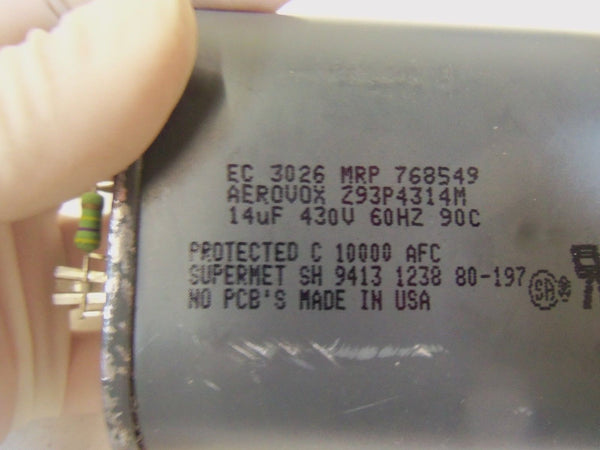 EC 3026 MRP 768549
AEROVOX Z93P4314M
14uF 430V 60HZ 90C
PROTECTED C 10000 AFC
SUPERMET SH 9413 1238 80-197
NO PCB'S MADE IN USA